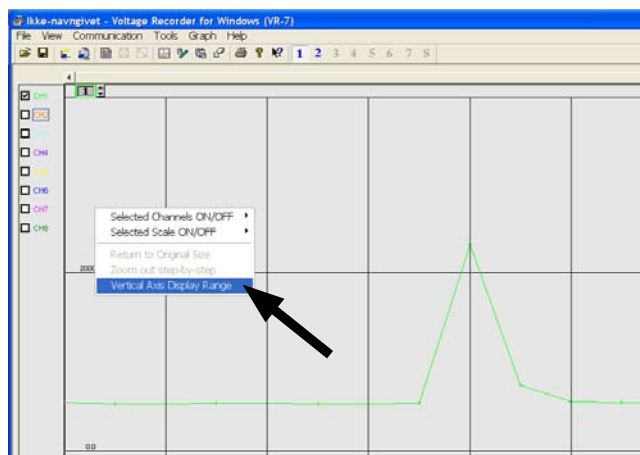 Ikke-navngivet - Voltage Recorder for Windows (VR-7)
File View Communication Tools Graph Help
1 2 3 4 5 6 7 8
CH1
1
CH2
CH4
CH6
CH7
CH8
Selected Channels ON/OFF
Selected Scale ON/OFF
Return to Original Size
Zoom out step-by-step
Vertical Axis Display Range
0.0